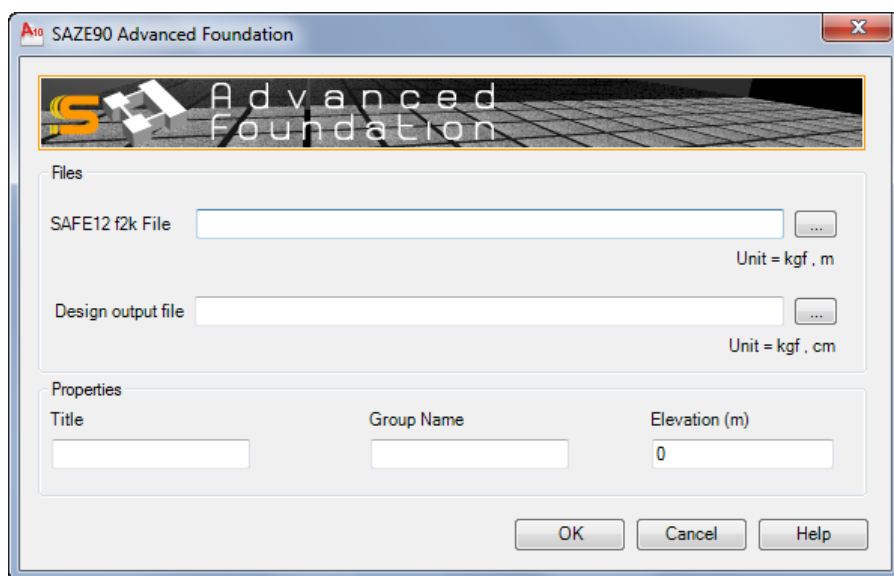 A10 SAZE90 Advanced Foundation
Advanced
Foundation
Files
SAFE12 f2k File
...
Unit = kgf , m
Design output file
...
Unit = kgf , cm
Properties
Title Group Name Elevation (m)
0
OK Cancel Help